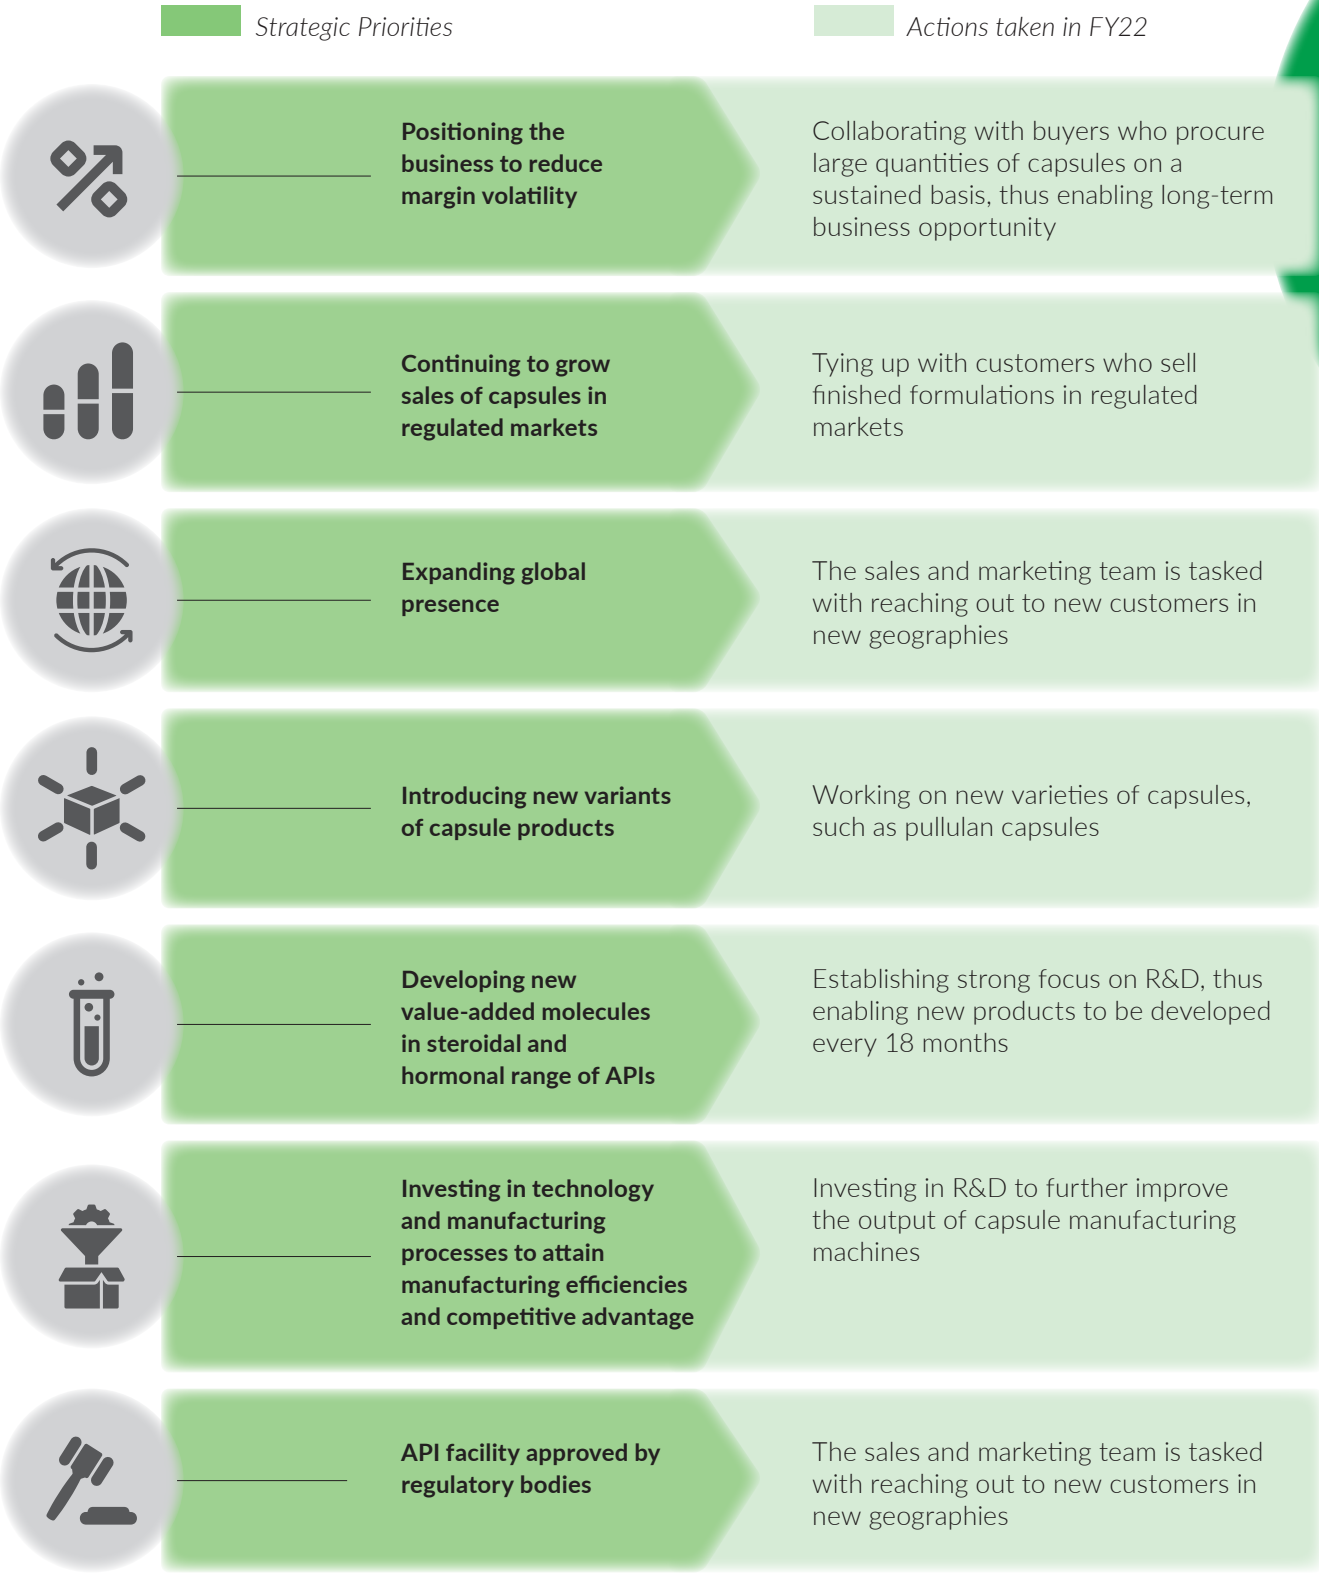 Strategic Priorities
Actions taken in FY22
Positioning the
business to reduce
margin volatility
Collaborating with buyers who procure
large quantities of capsules on a
sustained basis, thus enabling long-term
business opportunity
Continuing to grow
sales of capsules in
regulated markets
Tying up with customers who sell
finished formulations in regulated
markets
Expanding global
presence
The sales and marketing team is tasked
with reaching out to new customers in
new geographies
Introducing new variants
of capsule products
Working on new varieties of capsules,
such as pullulan capsules
Developing new
value-added molecules
in steroidal and
hormonal range of APIs
Establishing strong focus on R&D, thus
enabling new products to be developed
every 18 months
Investing in technology
and manufacturing
processes to attain
manufacturing efficiencies
and competitive advantage
Investing in R&D to further improve
the output of capsule manufacturing
machines
API facility approved by
regulatory bodies
The sales and marketing team is tasked
with reaching out to new customers in
new geographies